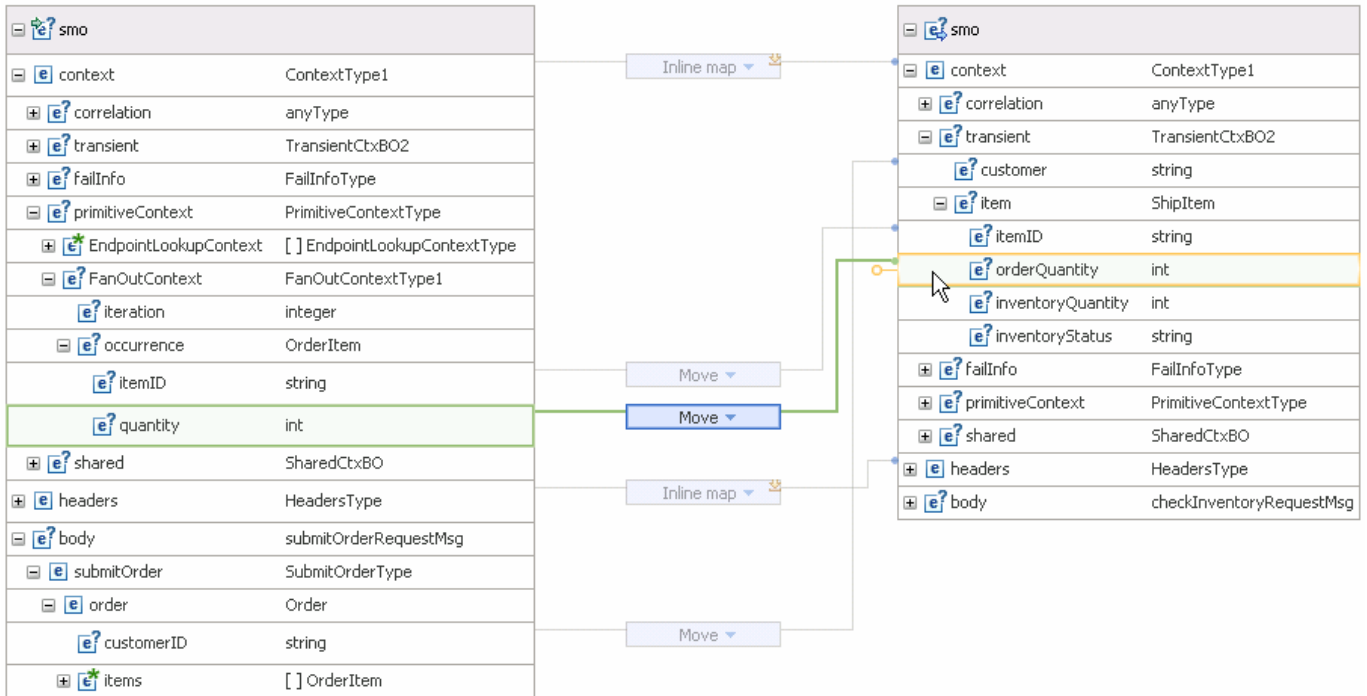 smo
context ContextType1
correlation anyType
transient TransientCtxBO2
failInfo FailInfoType
primitiveContext PrimitiveContextType
EndpointLookupContext [ ] EndpointLookupContextType
FanOutContext FanOutContextType1
iteration integer
occurrence OrderItem
itemID string
quantity int
shared SharedCtxBO
headers HeadersType
body submitOrderRequestMsg
submitOrder SubmitOrderType
order Order
customerID string
items [ ] OrderItem
Inline map
Move
Move
Inline map
Move
smo
context ContextType1
correlation anyType
transient TransientCtxBO2
customer string
item ShipItem
itemID string
orderQuantity int
inventoryQuantity int
inventoryStatus string
failInfo FailInfoType
primitiveContext PrimitiveContextType
shared SharedCtxBO
headers HeadersType
body checkInventoryRequestMsg